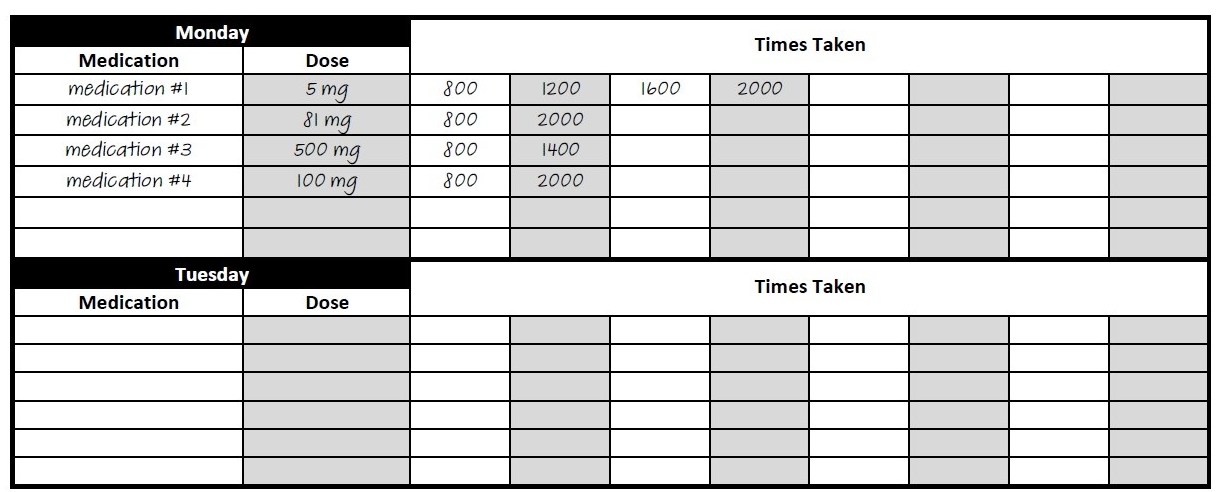 Monday Times Taken
Medication Dose
medication #1 5 mg 800 1200 1600 2000
medication #2 81 mg 800 2000
medication #3 500 mg 800 1400
medication #4 100 mg 800 2000
Tuesday Times Taken
Medication Dose